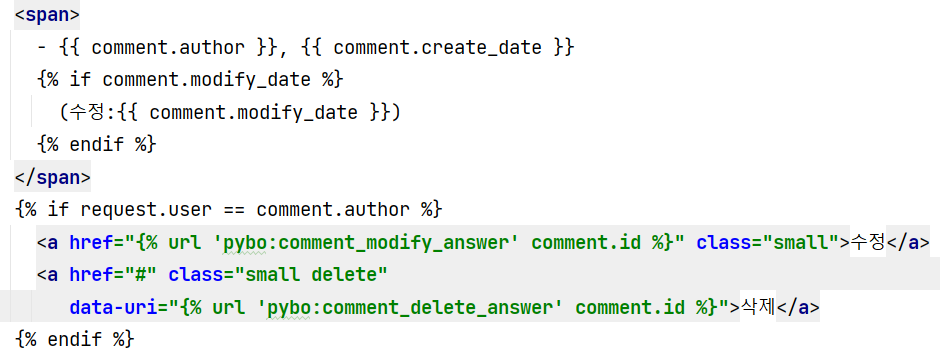 <span>
- {{ comment.author }}, {{ comment.create_date }}
{% if comment.modify_date %}
(수정:{{ comment.modify_date }})
{% endif %}
</span>
{% if request.user == comment.author %}
<a href="{% url 'pybo:comment_modify_answer' comment.id %}" class="small">수정</a>
<a href="#" class="small delete"
data-uri="{% url 'pybo:comment_delete_answer' comment.id %}">삭제</a>
{% endif %}